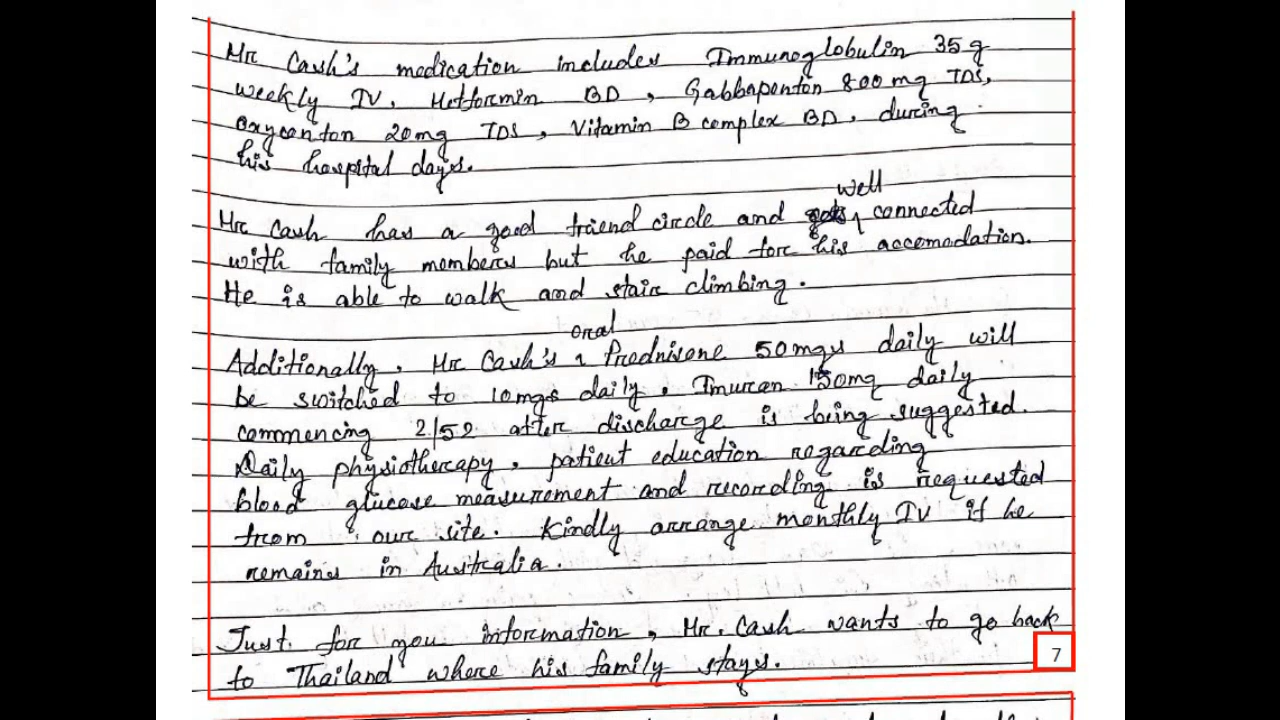 Mr Cash's medication includes Immunoglobulin 35g
weekly IV, Metformin BD, Gabbapenton 800 mg TDS,
oxyconton 20mg TDS, Vitamin B complex BD, during
his hospital days.
Mr Cash has a good friend circle and well connected
with family members but he paid for his accomodation.
He is able to walk and stair climbing.
Additionally, Mr Cash's oral Prednisone 50mgs daily will
be switched to 10mgs daily. Imuran 150mg daily
commencing 2/52 after discharge is being suggested.
Daily physiotherapy, patient education regarding
blood glucose measurement and recording is requested
from our site. Kindly arrange monthly IV if he
remains in Australia.
Just for you information, Mr. Cash wants to go back
to Thailand where his family stays.
7